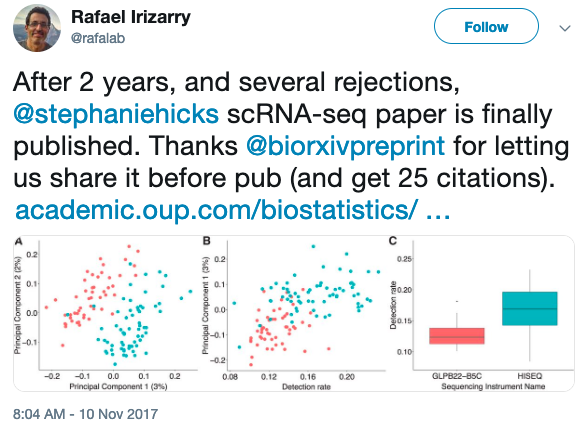 Rafael Irizarry
@rafalab
Follow
After 2 years, and several rejections,
@stephaniehicks scRNA-seq paper is finally
published. Thanks @biorxivpreprint for letting
us share it before pub (and get 25 citations).
academic.oup.com/biostatistics/ …
A
Principal Component 2 (2%)
0.2
0.1
0.0
−0.1
−0.2 −0.1 0.0 0.1 0.2
Principal Component 1 (3%)
B
Principal Component 1 (3%)
0.2
0.1
0.0
−0.1
−0.2
0.08 0.12 0.16 0.20
Detection rate
C
Detection rate
0.25
0.20
0.15
0.10
GLPB22−B5C HISEQ
Sequencing Instrument Name
8:04 AM - 10 Nov 2017